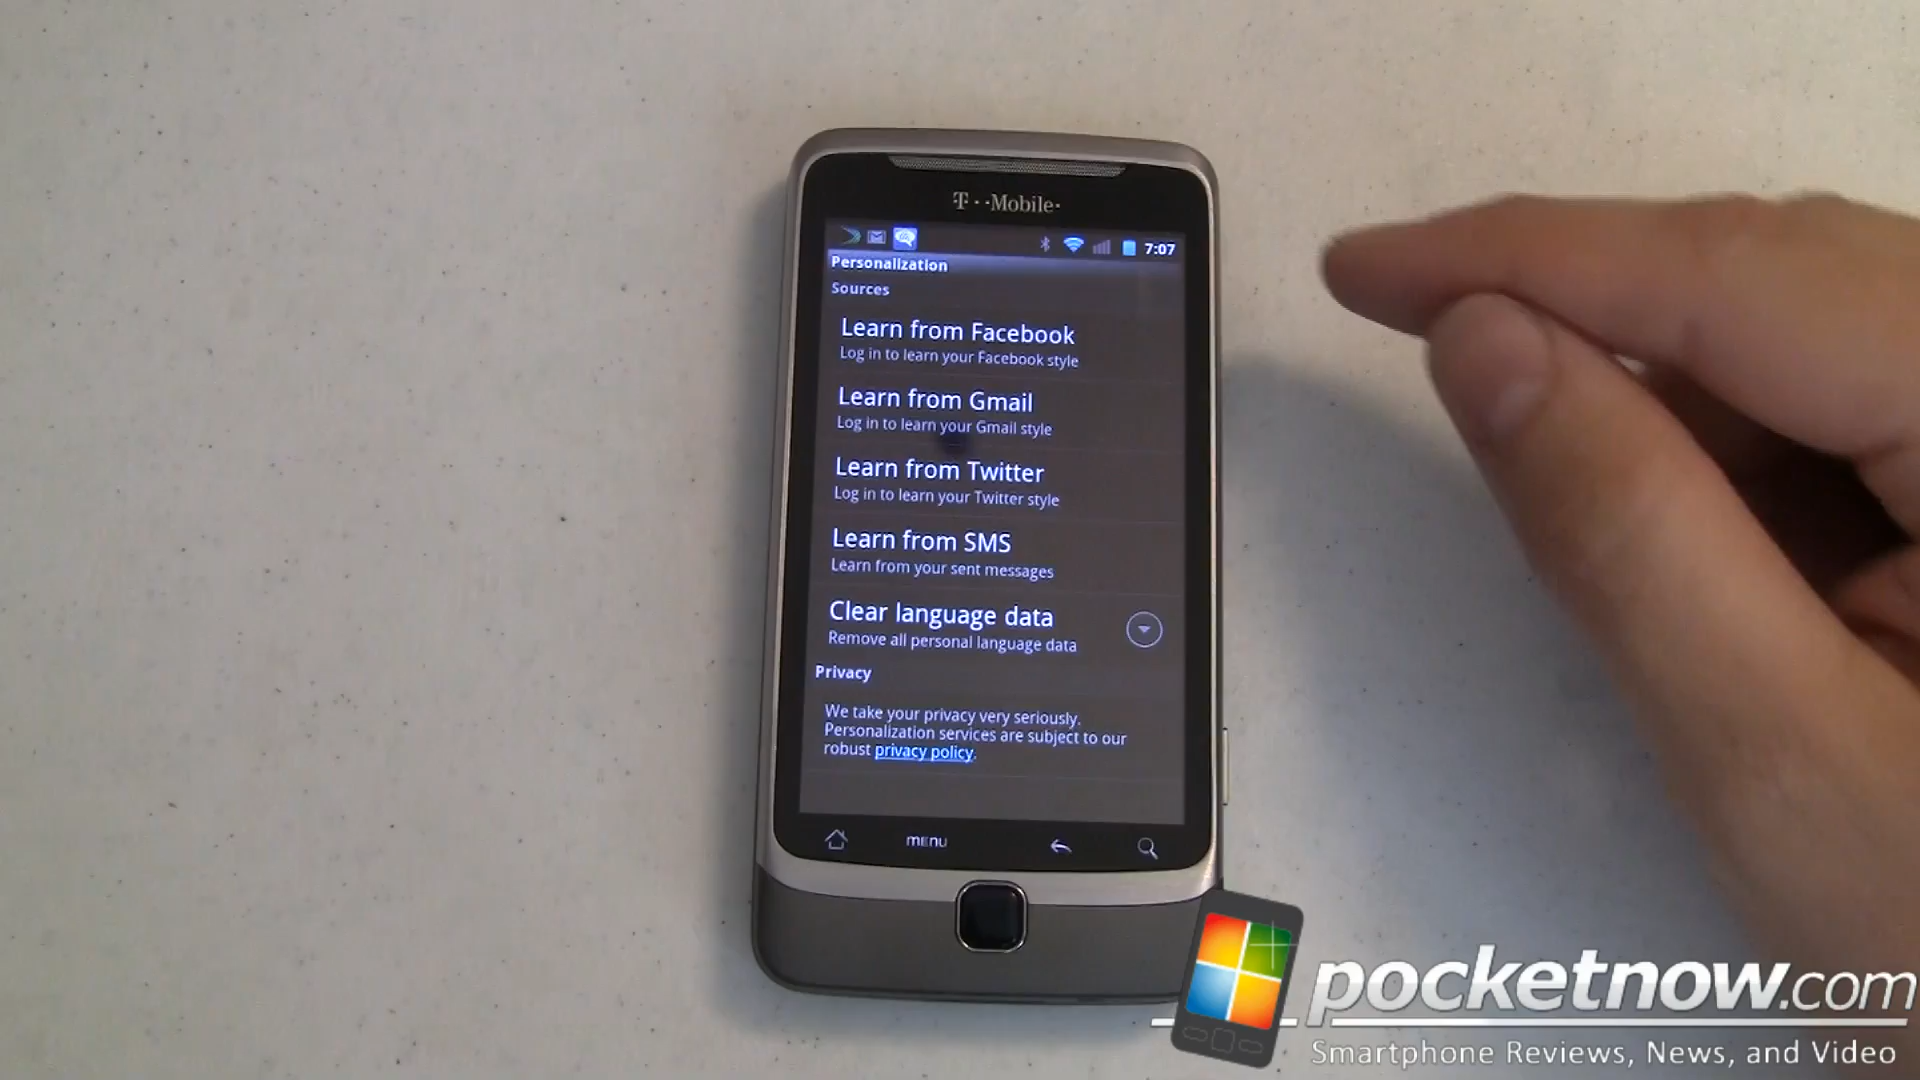 T··Mobile·
7:07
Personalization
Sources
Learn from Facebook
Log in to learn your Facebook style
Learn from Gmail
Log in to learn your Gmail style
Learn from Twitter
Log in to learn your Twitter style
Learn from SMS
Learn from your sent messages
Clear language data
Remove all personal language data
Privacy
We take your privacy very seriously.
Personalization services are subject to our
robust privacy policy.
MENU
pocketnow.com
Smartphone Reviews, News, and Video